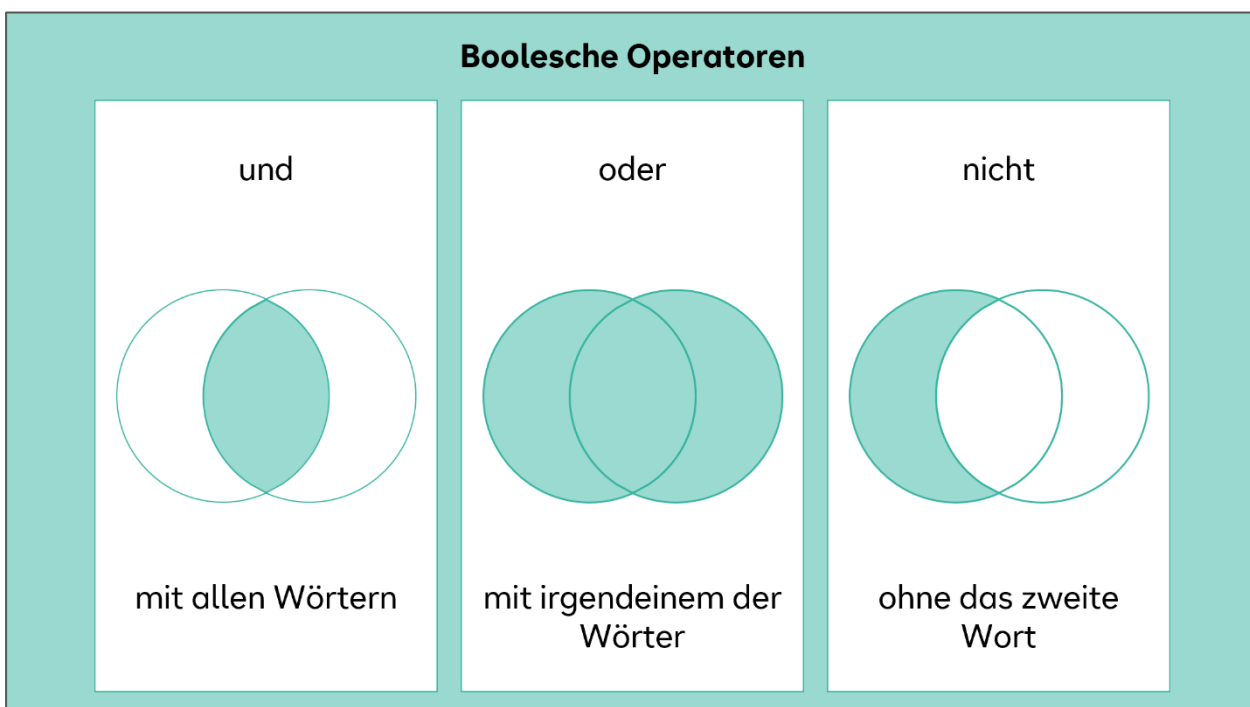 Boolesche Operatoren
und
mit allen Wörtern
oder
mit irgendeinem der
Wörter
nicht
ohne das zweite
Wort